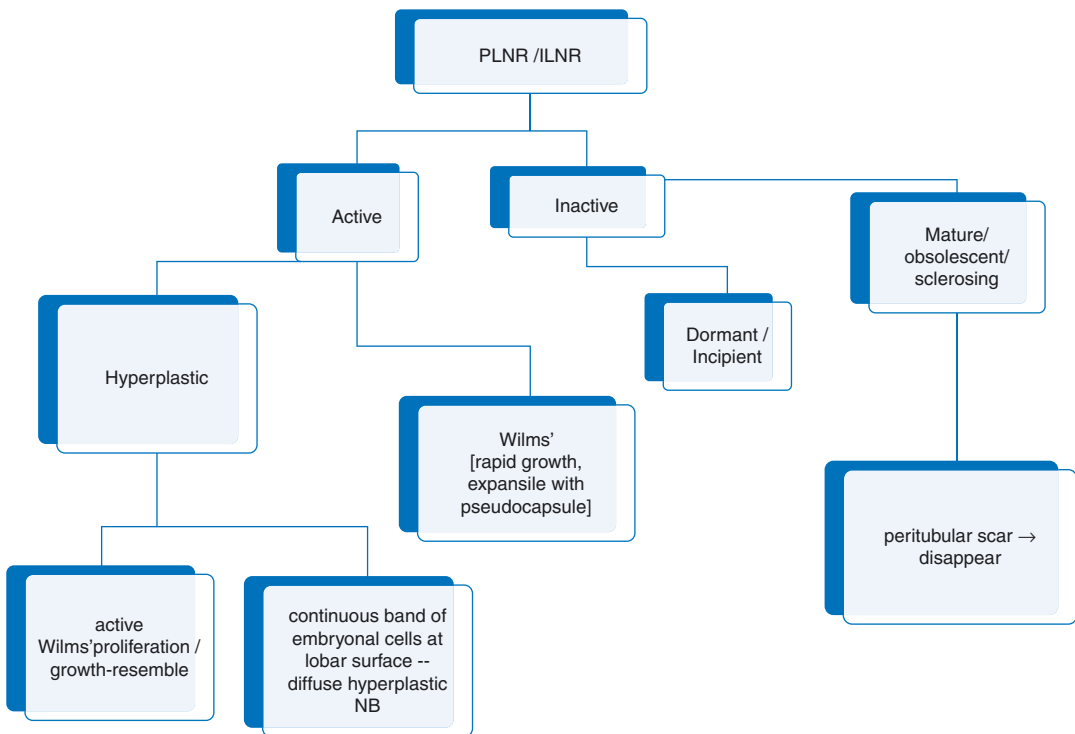 PLNR /ILNR
Active
Inactive
Mature/
obsolescent/
sclerosing
Hyperplastic
Dormant /
Incipient
Wilms'
[rapid growth,
expansile with
pseudocapsule]
peritubular scar →
disappear
active
Wilms'proliferation /
growth-resemble
continuous band of
embryonal cells at
lobar surface --
diffuse hyperplastic
NB